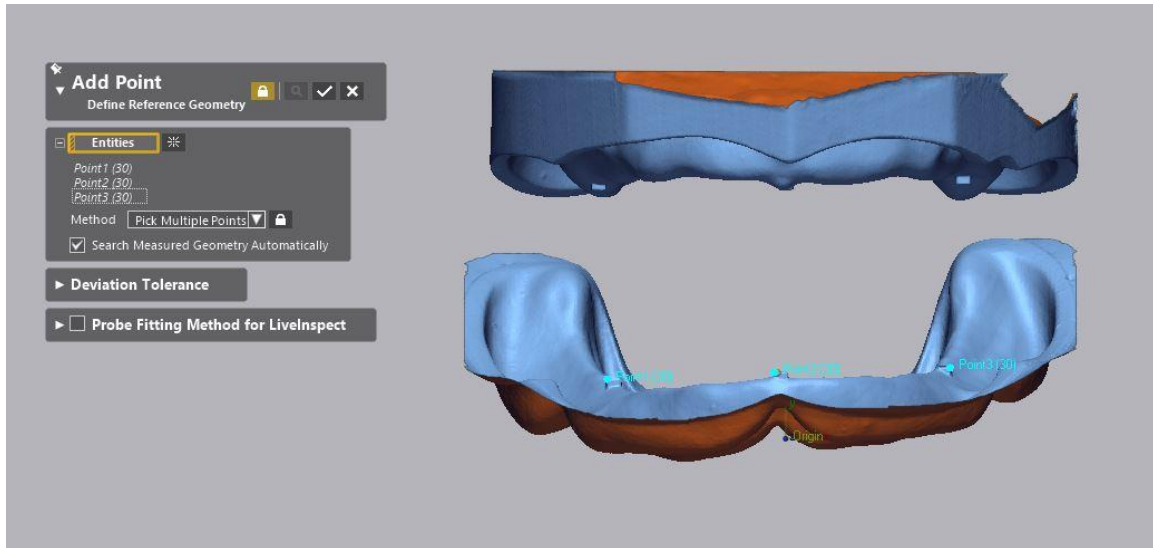 Add Point
Define Reference Geometry
Entities
Point1 (30)
Point2 (30)
Point3 (30)
Method Pick Multiple Points
Search Measured Geometry Automatically
Deviation Tolerance
Probe Fitting Method for LiveInspect
Point1 (30)
Point2 (30)
Point3 (30)
Origin